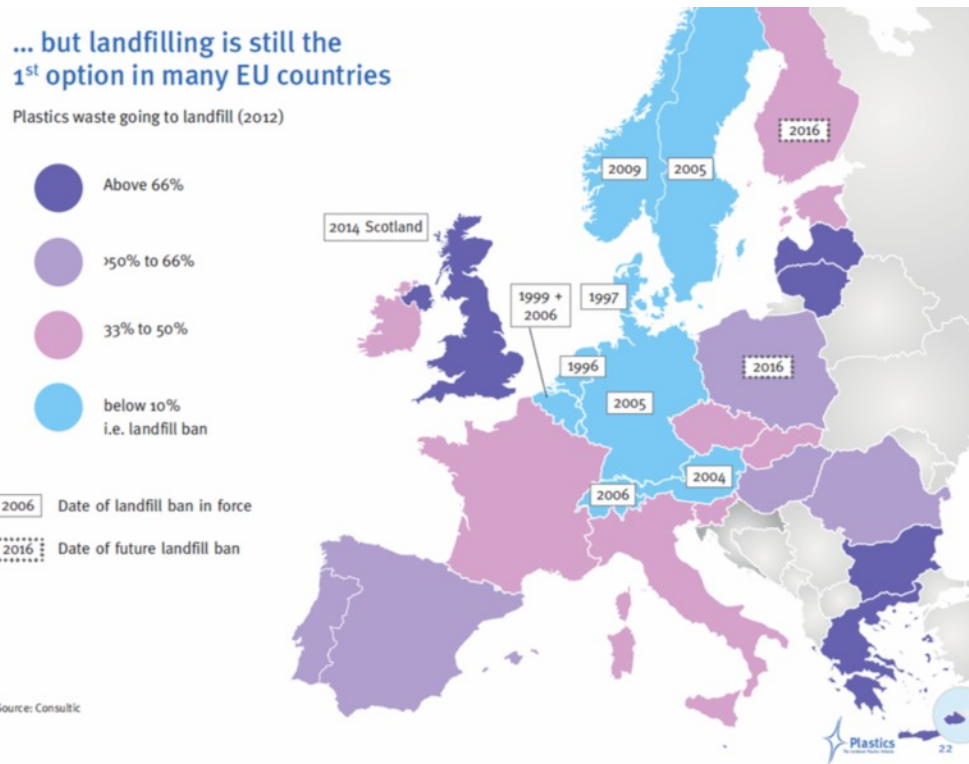 ... but landfilling is still the
1st option in many EU countries
Plastics waste going to landfill (2012)
Above 66%
>50% to 66%
33% to 50%
below 10%
i.e. landfill ban
2006 Date of landfill ban in force
2016 Date of future landfill ban
2016
2009
2005
2014 Scotland
1999 +
2006
1997
1996
2016
2005
2004
2006
Source: Consultic
Plastics
22